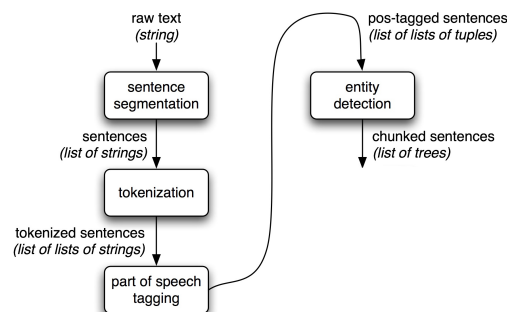 raw text
(string)
sentence
segmentation
sentences
(list of strings)
tokenization
tokenized sentences
(list of lists of strings)
part of speech
tagging
pos-tagged sentences
(list of lists of tuples)
entity
detection
chunked sentences
(list of trees)